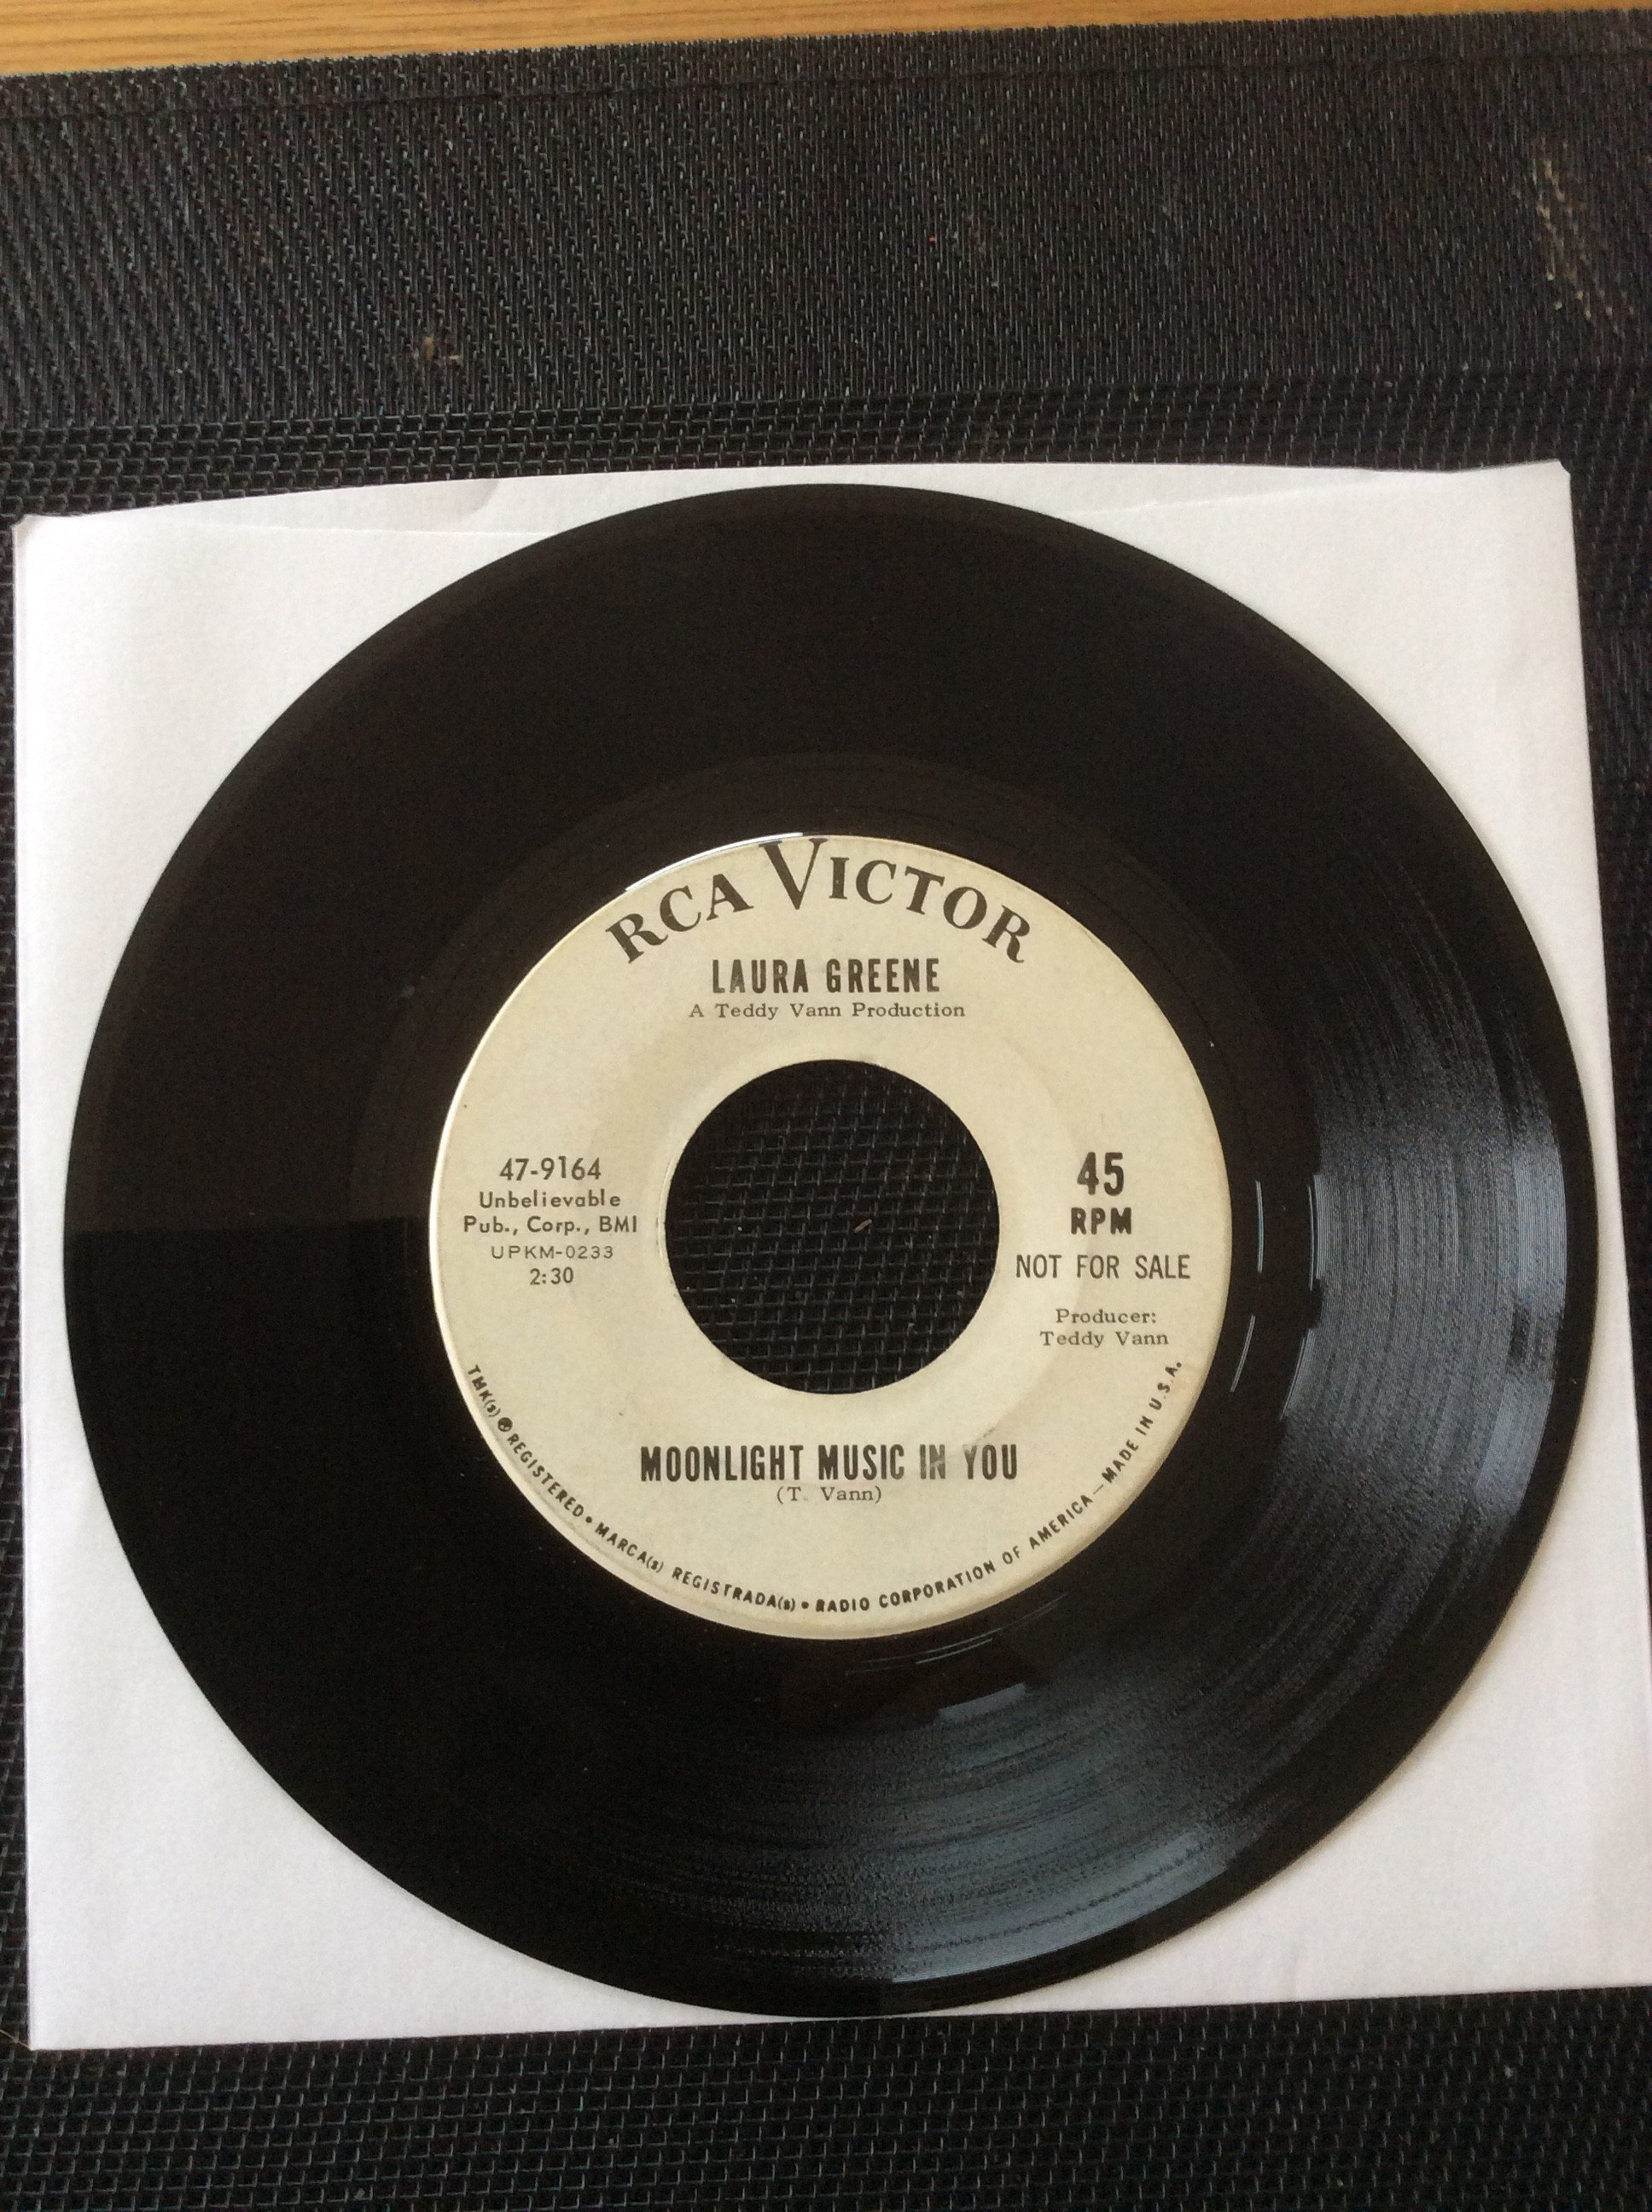 RCA VICTOR
LAURA GREENE
A Teddy Vann Production
47-9164
Unbelievable
Pub., Corp., BMI
UPKM-0233
2:30
45
RPM
NOT FOR SALE
Producer:
Teddy Vann
MOONLIGHT MUSIC IN YOU
(T. Vann)
TMK(s) ® REGISTERED • MARCA(s) REGISTRADA(s) • RADIO CORPORATION OF AMERICA — MADE IN U.S.A.